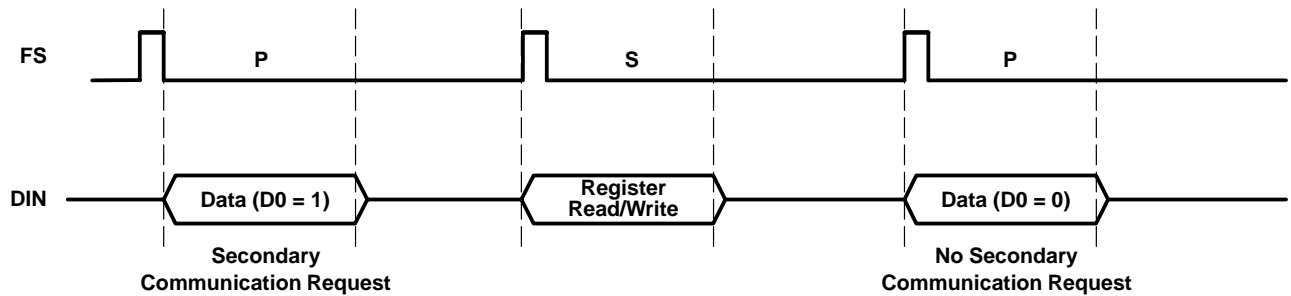 FS
P
S
P
DIN
Data (D0 = 1)
Register
Read/Write
Data (D0 = 0)
Secondary
Communication Request
No Secondary
Communication Request